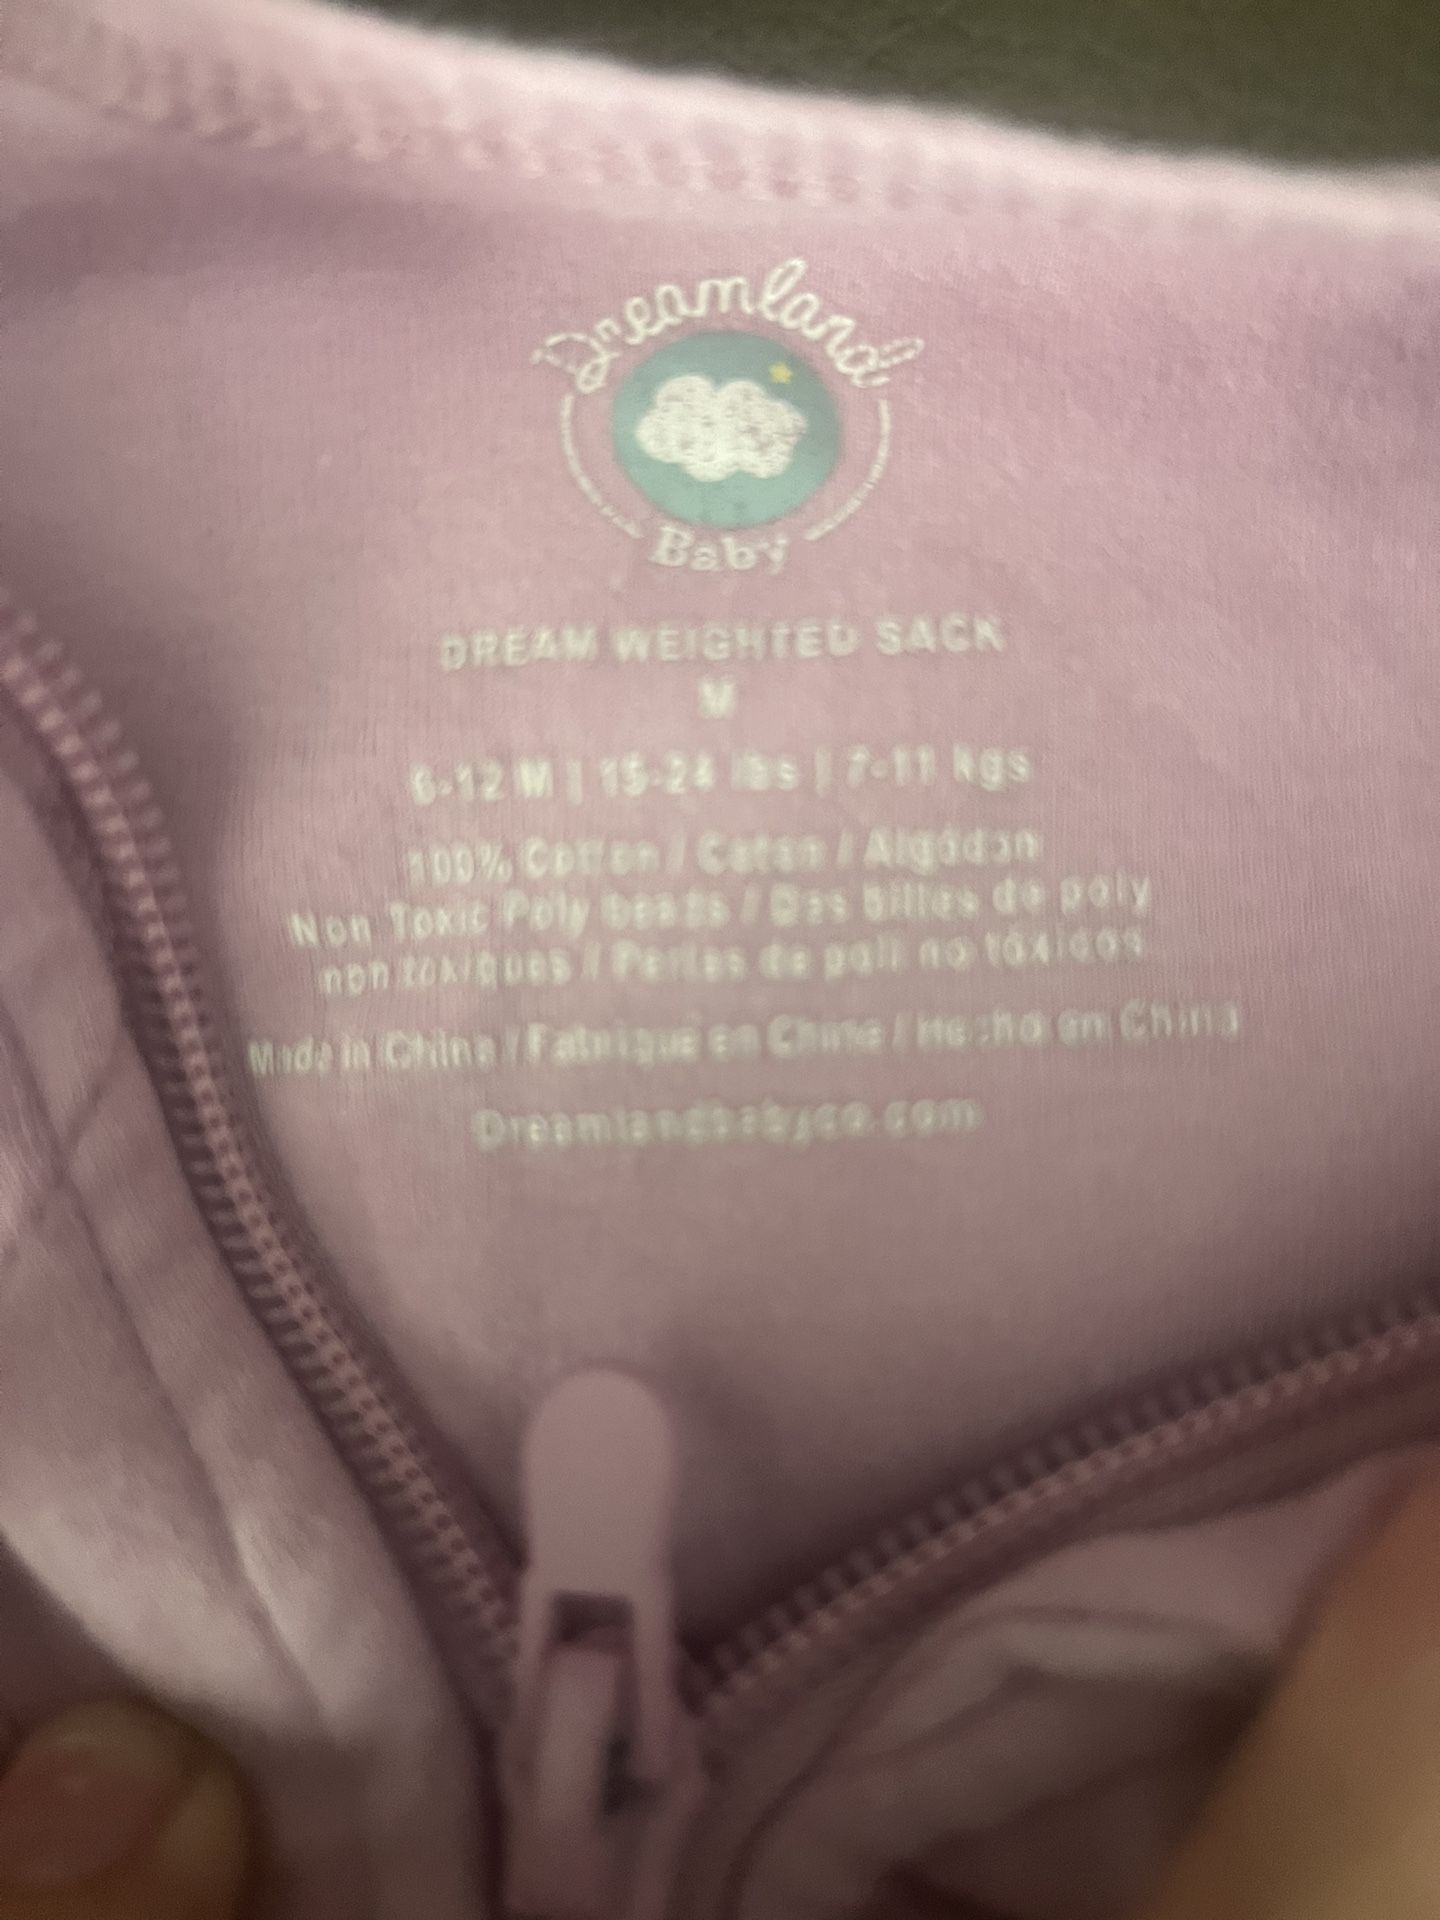 Dreamland
Baby
DREAM WEIGHTED SACK
M
6-12 M | 15-24 lbs | 7-11 kgs
100% Cotton / Coton / Algódon
Non Toxic Poly beads / Des billes de poly
non toxiques / Perlas de poli no tóxicos
Made in China / Fabriqué en Chine / Hecho en China
Dreamlandbabyco.com